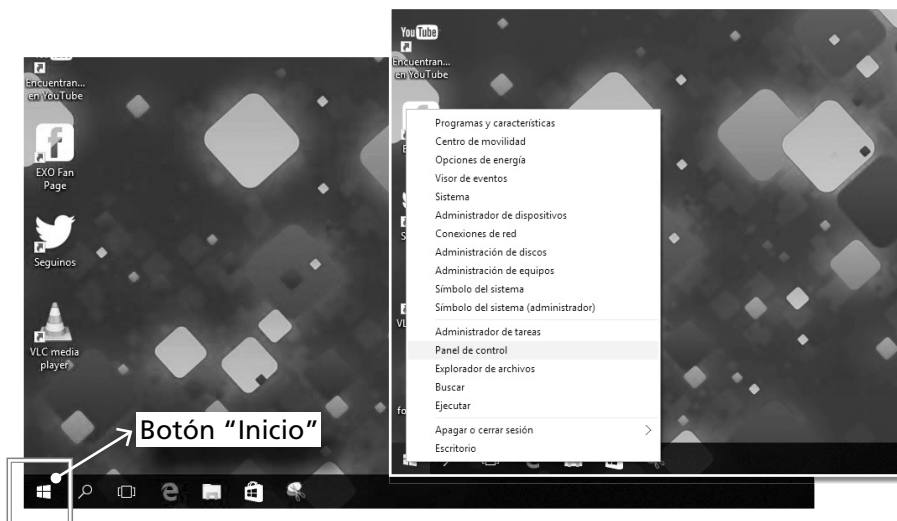 Encuentran...
en YouTube
EXO Fan
Page
Seguinos
VLC media
player
Botón “Inicio”
You Tube
Encuentran...
en YouTube
Programas y características
Centro de movilidad
Opciones de energía
Visor de eventos
Sistema
Administrador de dispositivos
Conexiones de red
Administración de discos
Administración de equipos
Símbolo del sistema
Símbolo del sistema (administrador)
Administrador de tareas
Panel de control
Explorador de archivos
Buscar
Ejecutar
Apagar o cerrar sesión
Escritorio